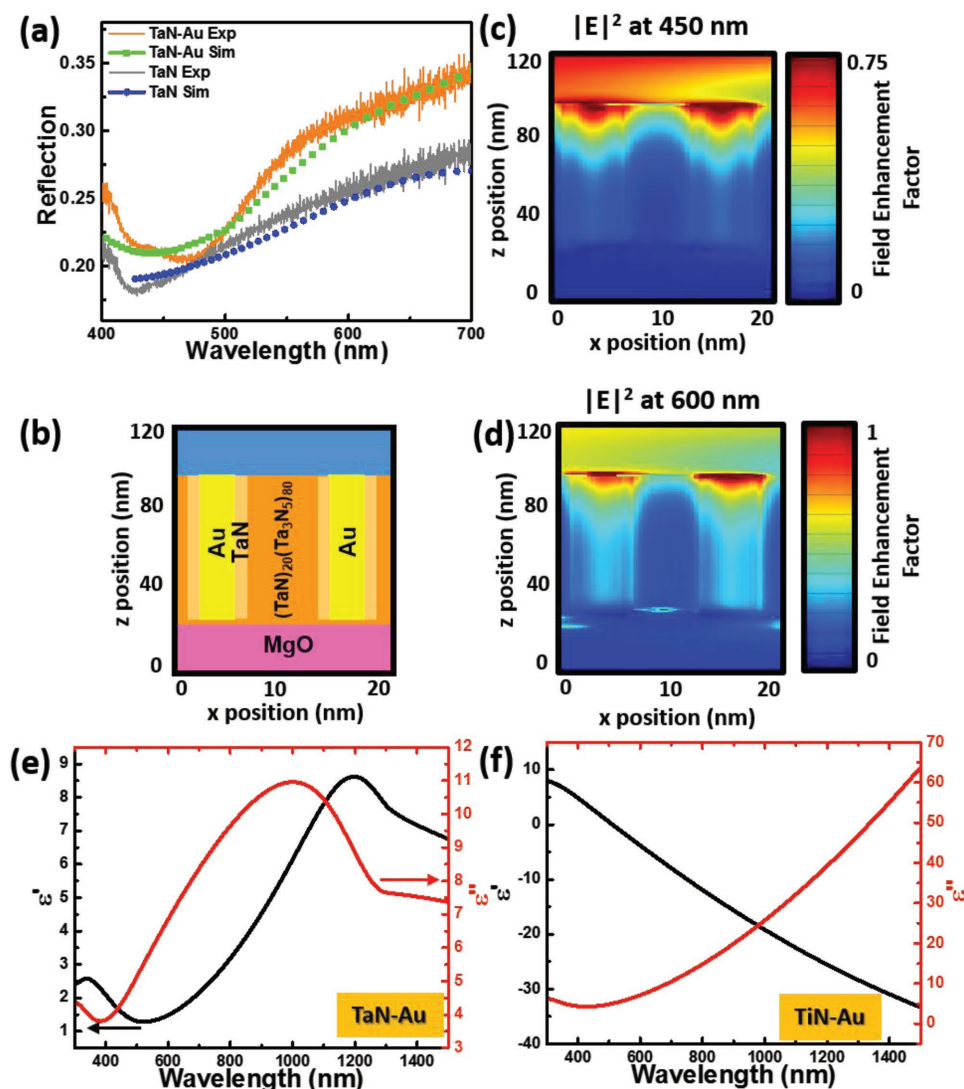 (a)
TaN-Au Exp
TaN-Au Sim
TaN Exp
TaN Sim
0.35
0.30
0.25
0.20
Reflection
400 500 600 700
Wavelength (nm)
(c)
|E|² at 450 nm
120
80
40
0
z position (nm)
0 10 20
x position (nm)
0.75
0
Field Enhancement
Factor
(b)
120
80
40
0
z position (nm)
Au
TaN
(TaN)₂₀(Ta₃N₅)₈₀
Au
MgO
0 10 20
x position (nm)
(d)
|E|² at 600 nm
120
80
40
0
z position (nm)
0 10 20
x position (nm)
1
0
Field Enhancement
Factor
(e)
9
8
7
6
5
4
3
2
1
ε'
12
11
10
9
8
7
6
5
4
3
ε"
TaN-Au
400 600 800 1000 1200 1400
Wavelength (nm)
(f)
10
0
-10
-20
-30
-40
ε'
70
60
50
40
30
20
10
0
ε"
TiN-Au
400 600 800 1000 1200 1400
Wavelength (nm)